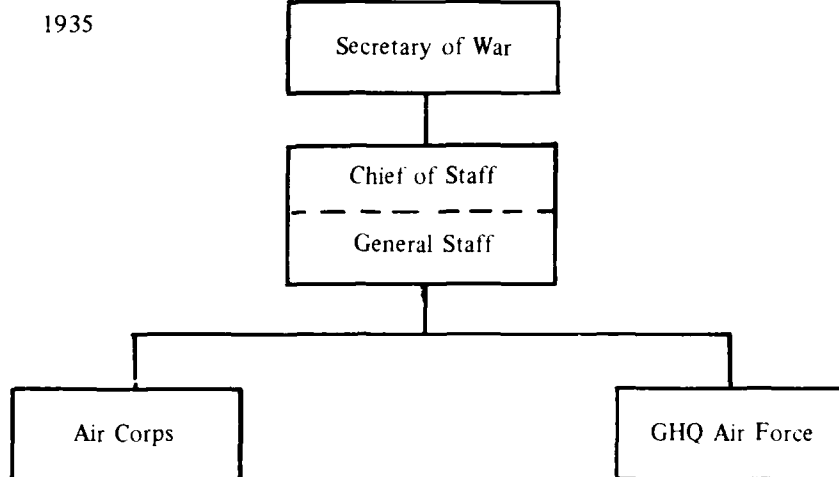 1935
Secretary of War
Chief of Staff
General Staff
Air Corps
GHQ Air Force